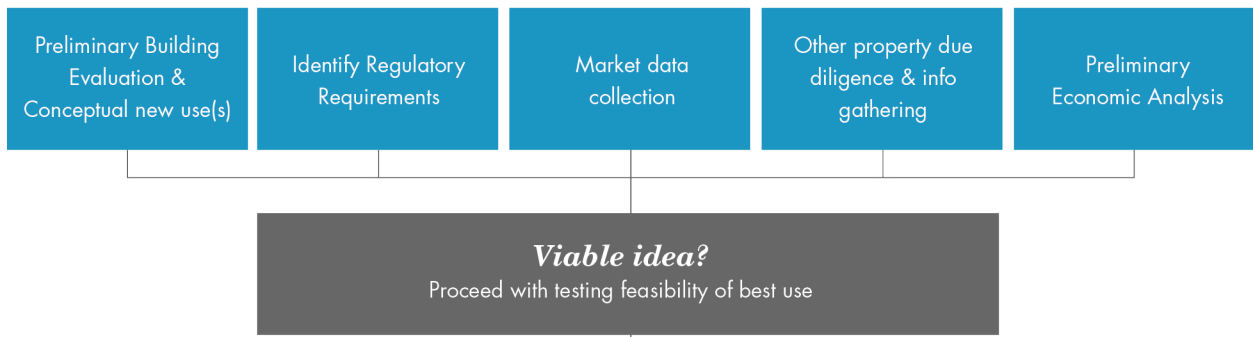 Preliminary Building
Evaluation &
Conceptual new use(s)
Identify Regulatory
Requirements
Market data
collection
Other property due
diligence & info
gathering
Preliminary
Economic Analysis
Viable idea?
Proceed with testing feasibility of best use